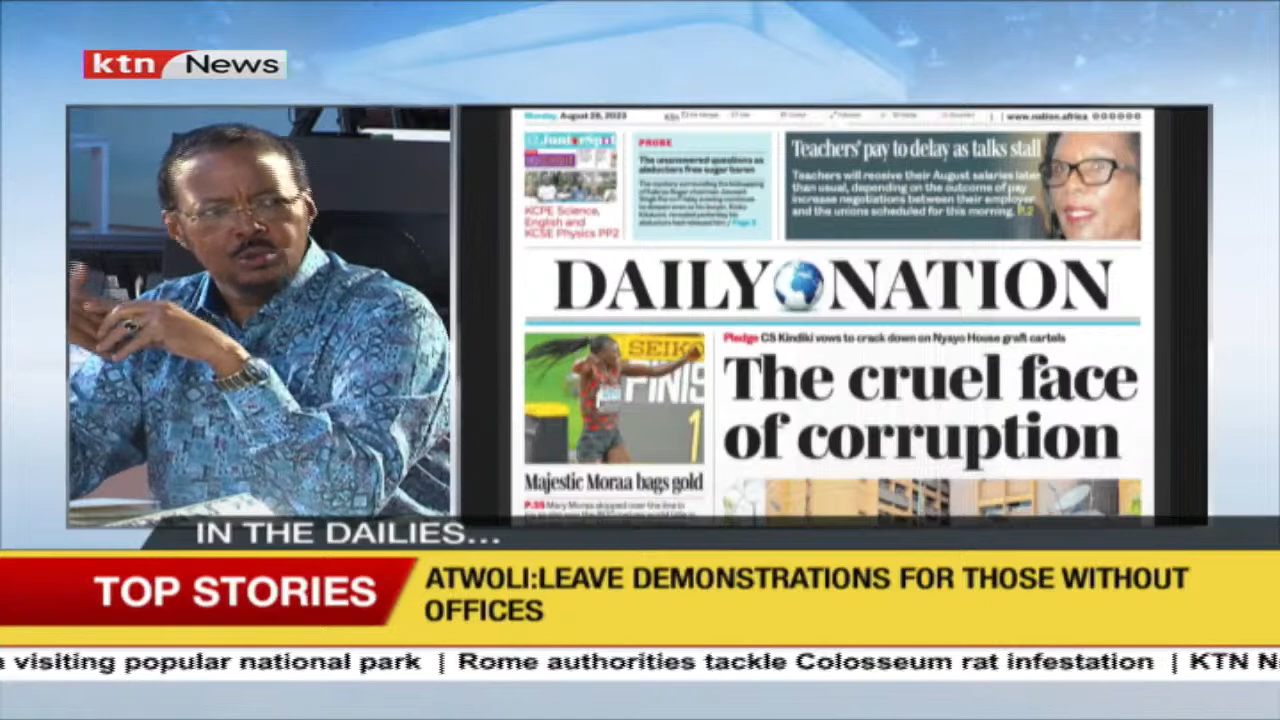 ktn News
Monday, August 28, 2023
www.nation.africa
PROBE
The unanswered questions as
abductors free sugar baron
KCPE Science,
English and
KCSE Physics PP2
Teachers' pay to delay as talks stall
Teachers will receive their August salaries later
than usual, depending on the outcome of pay
increase negotiations between their employer
and the unions scheduled for this morning. P.2
DAILY NATION
SEIKO
FINIS
1
Pledge CS Kindiki vows to crack down on Nyayo House graft cartels
The cruel face
of corruption
Majestic Moraa bags gold
IN THE DAILIES...
TOP STORIES
ATWOLI:LEAVE DEMONSTRATIONS FOR THOSE WITHOUT
OFFICES
visiting popular national park | Rome authorities tackle Colosseum rat infestation | KTN N